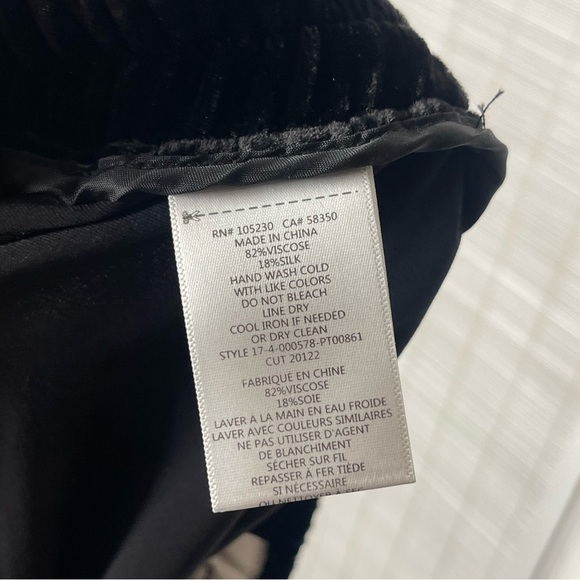 RN# 105230 CA# 58350
MADE IN CHINA
82%VISCOSE
18%SILK
HAND WASH COLD
WITH LIKE COLORS
DO NOT BLEACH
LINE DRY
COOL IRON IF NEEDED
OR DRY CLEAN
STYLE 17-4-000578-PT00861
CUT 20122
FABRIQUÉ EN CHINE
82%VISCOSE
18%SOIE
LAVER À LA MAIN EN EAU FROIDE
LAVER AVEC COULEURS SIMILAIRES
NE PAS UTILISER D'AGENT
DE BLANCHIMENT
SÉCHER SUR FIL
REPASSER À FER TIÈDE
SI NÉCESSAIRE
OU NETTOYER À